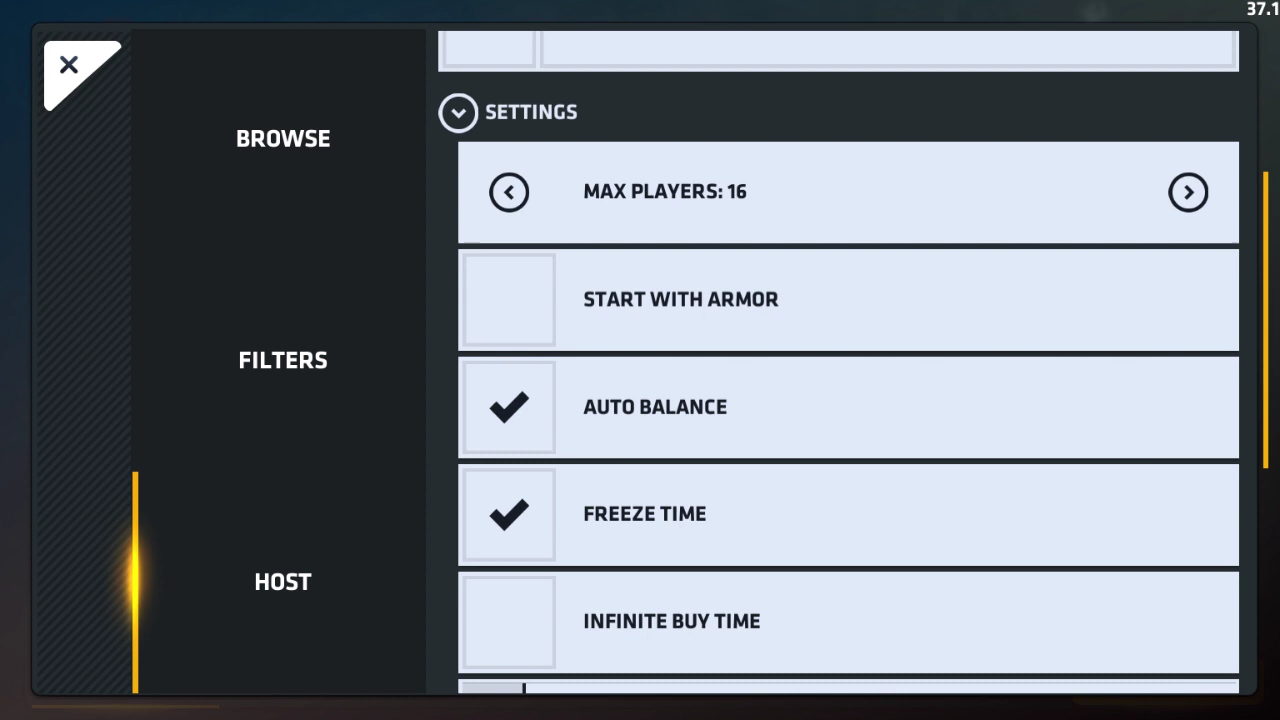 37.1
BROWSE
FILTERS
HOST
SETTINGS
MAX PLAYERS: 16
START WITH ARMOR
AUTO BALANCE
FREEZE TIME
INFINITE BUY TIME